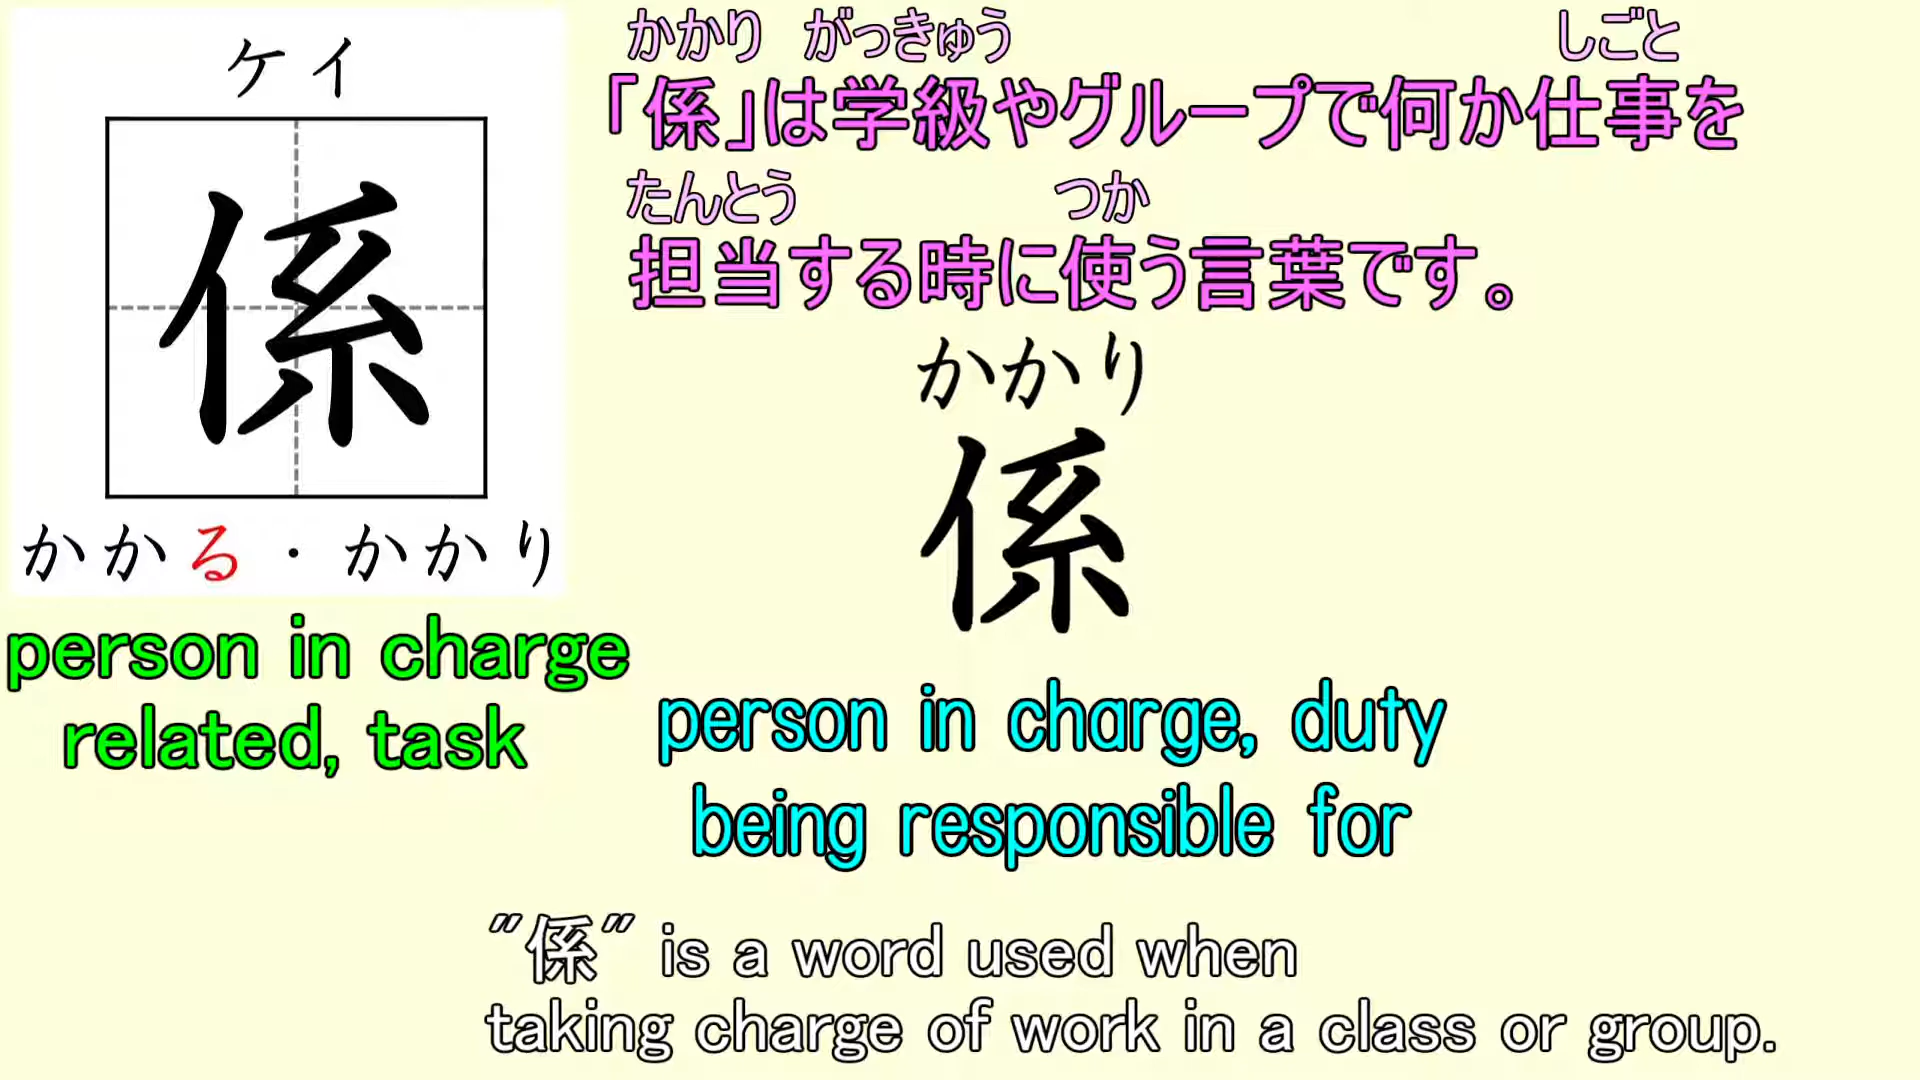 ケイ
係
かかる・かかり
person in charge
related, task
かかり がっきゅう しごと
「係」は学級やグループで何か仕事を
たんとう つか
担当する時に使う言葉です。
かかり
係
person in charge, duty
being responsible for
"係" is a word used when
taking charge of work in a class or group.